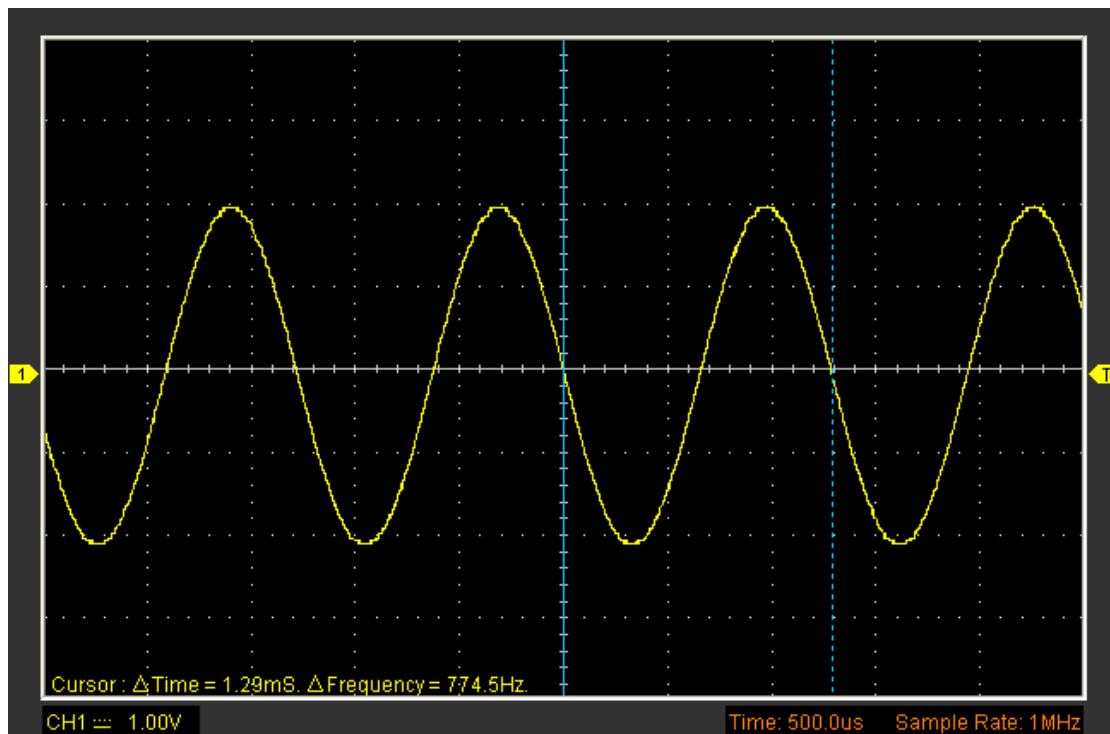 1
T
Cursor : △Time = 1.29mS. △Frequency = 774.5Hz.
CH1 ⎓ 1.00V
Time: 500.0us Sample Rate: 1MHz